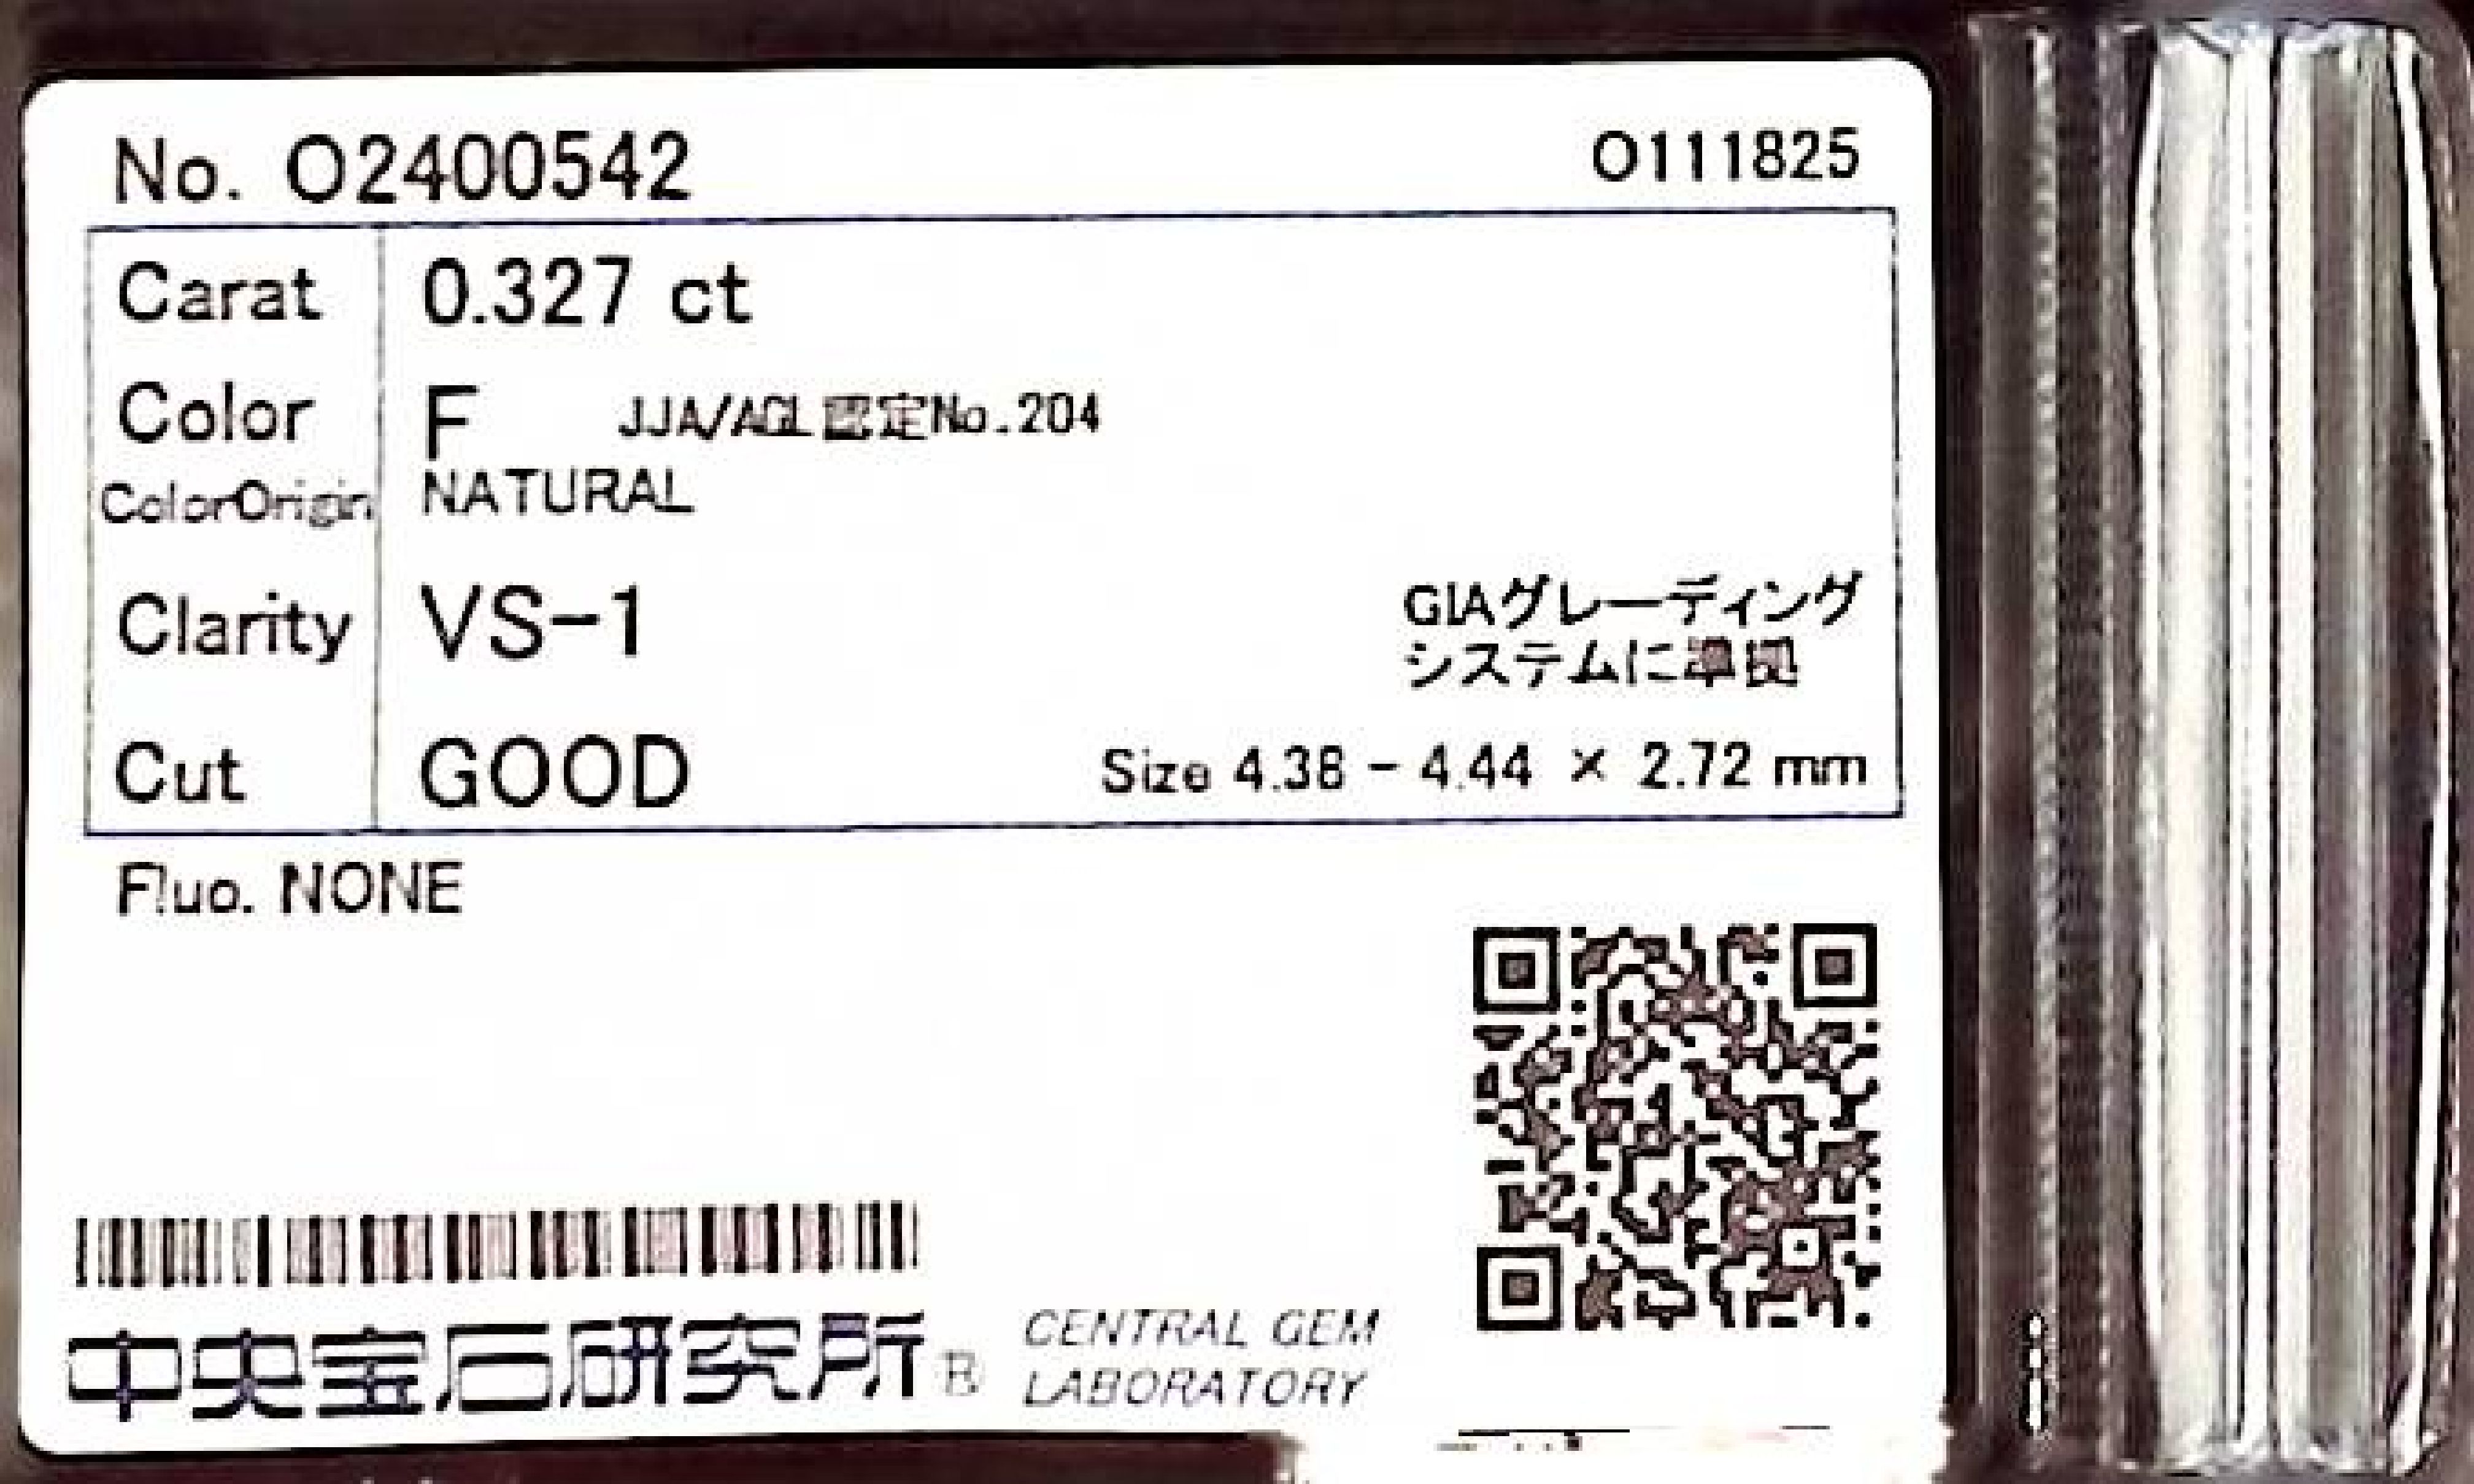 No. O2400542
O111825
Carat 0.327 ct
Color F JJA/AGL認定No.204
ColorOrigin NATURAL
Clarity VS-1
GIAグレーディング
システムに準拠
Cut GOOD
Size 4.38 - 4.44 × 2.72 mm
Fluo. NONE
中央宝石研究所 ®
CENTRAL GEM
LABORATORY